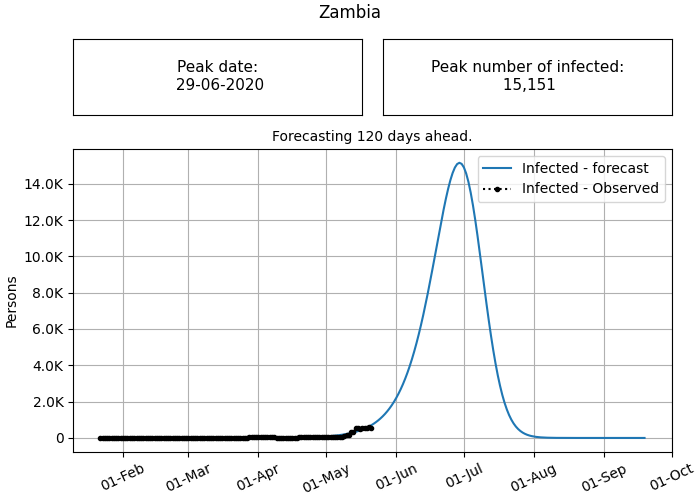 Zambia
Peak date:
29-06-2020
Peak number of infected:
15,151
Forecasting 120 days ahead.
Infected - forecast
Infected - Observed
Persons
14.0K
12.0K
10.0K
8.0K
6.0K
4.0K
2.0K
0
01-Feb
01-Mar
01-Apr
01-May
01-Jun
01-Jul
01-Aug
01-Sep
01-Oct